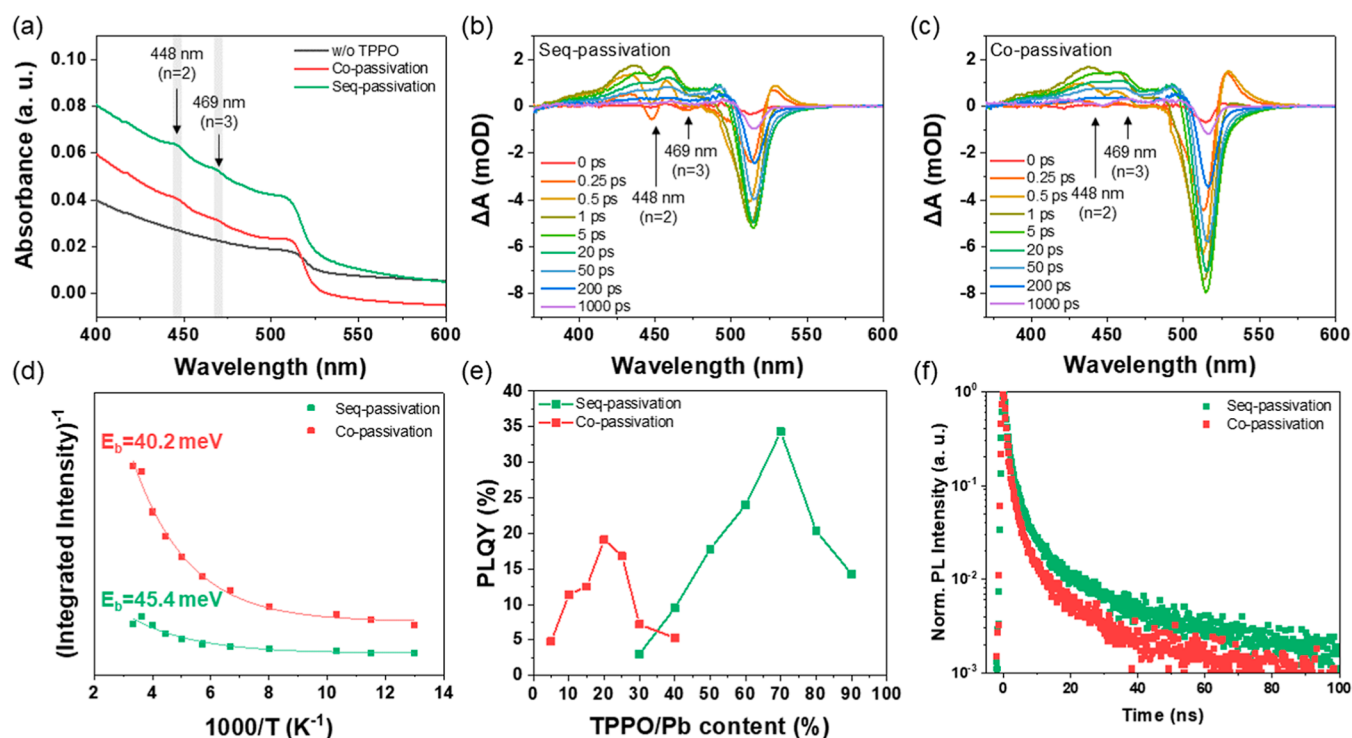 (a)
Absorbance (a. u.)
0.10
0.08
0.06
0.04
0.02
0.00
448 nm
(n=2)
469 nm
(n=3)
w/o TPPO
Co-passivation
Seq-passivation
400 450 500 550 600
Wavelength (nm)
(b)
Seq-passivation
ΔA (mOD)
2
0
-2
-4
-6
-8
0 ps
0.25 ps
0.5 ps
1 ps
5 ps
20 ps
50 ps
200 ps
1000 ps
469 nm
(n=3)
448 nm
(n=2)
400 450 500 550 600
Wavelength (nm)
(c)
Co-passivation
ΔA (mOD)
2
0
-2
-4
-6
-8
0 ps
0.25 ps
0.5 ps
1 ps
5 ps
20 ps
50 ps
200 ps
1000 ps
469 nm
(n=3)
448 nm
(n=2)
400 450 500 550 600
Wavelength (nm)
(d)
(Integrated Intensity)-1
Seq-passivation
Co-passivation
Eb=40.2 meV
Eb=45.4 meV
2 4 6 8 10 12 14
1000/T (K-1)
(e)
PLQY (%)
40
35
30
25
20
15
10
5
0
Seq-passivation
Co-passivation
0 10 20 30 40 50 60 70 80 90 100
TPPO/Pb content (%)
(f)
Norm. PL Intensity (a. u.)
100
10-1
10-2
10-3
Seq-passivation
Co-passivation
0 20 40 60 80 100
Time (ns)